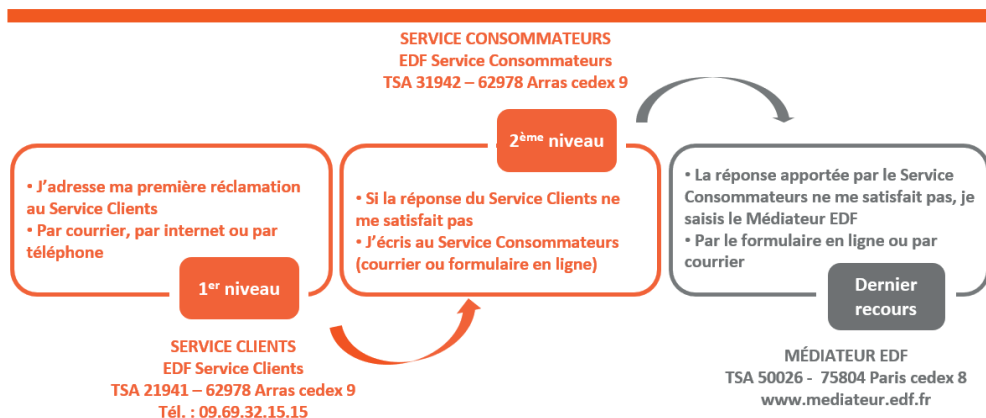 SERVICE CONSOMMATEURS
EDF Service Consommateurs
TSA 31942 – 62978 Arras cedex 9
• J’adresse ma première réclamation
au Service Clients
• Par courrier, par internet ou par
téléphone
1er niveau
SERVICE CLIENTS
EDF Service Clients
TSA 21941 – 62978 Arras cedex 9
Tél. : 09.69.32.15.15
2ème niveau
• Si la réponse du Service Clients ne
me satisfait pas
• J’écris au Service Consommateurs
(courrier ou formulaire en ligne)
• La réponse apportée par le Service
Consommateurs ne me satisfait pas, je
saisis le Médiateur EDF
• Par le formulaire en ligne ou par
courrier
Dernier
recours
MÉDIATEUR EDF
TSA 50026 - 75804 Paris cedex 8
www.mediateur.edf.fr